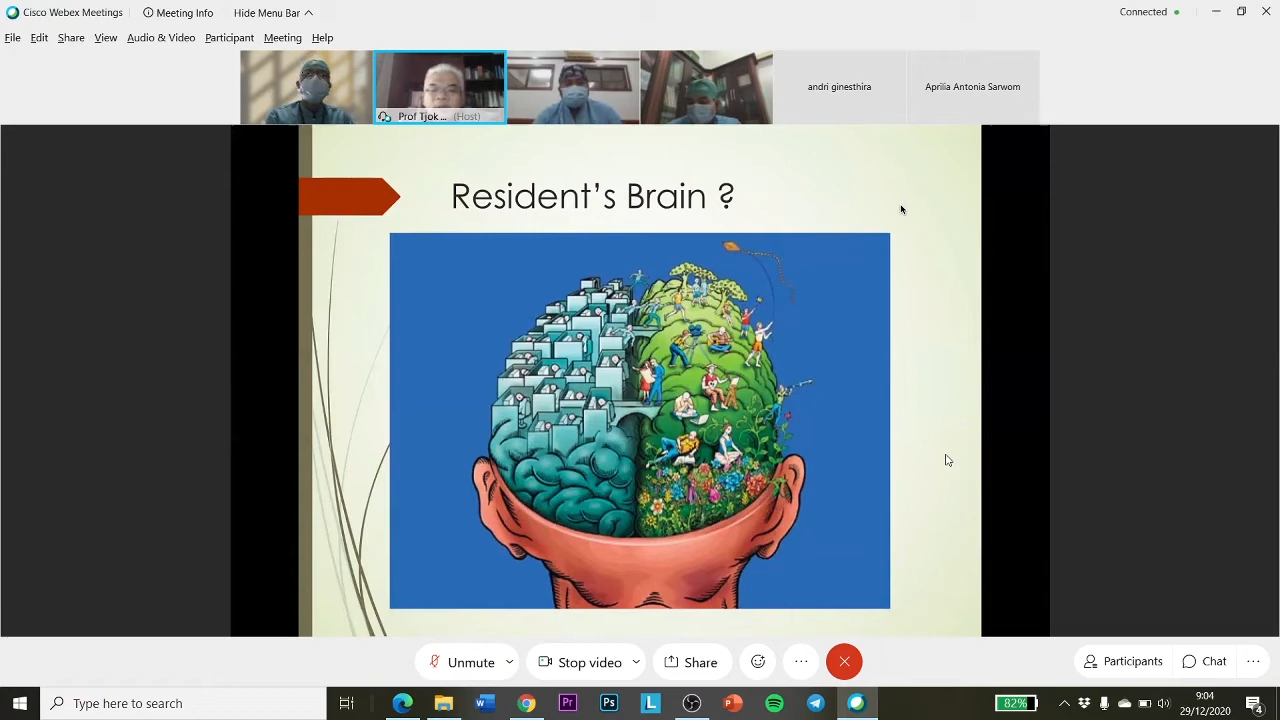 Cisco Webex Meetings Meeting Info Hide Menu Bar Connected
File Edit Share View Audio & Video Participant Meeting Help
andri ginesthira Aprilia Antonia Sarwom
Prof Tjok ... (Host)
Resident's Brain ?
Unmute Stop video Share Participants Chat
Type here to search
82%
9:04
29/12/2020
4